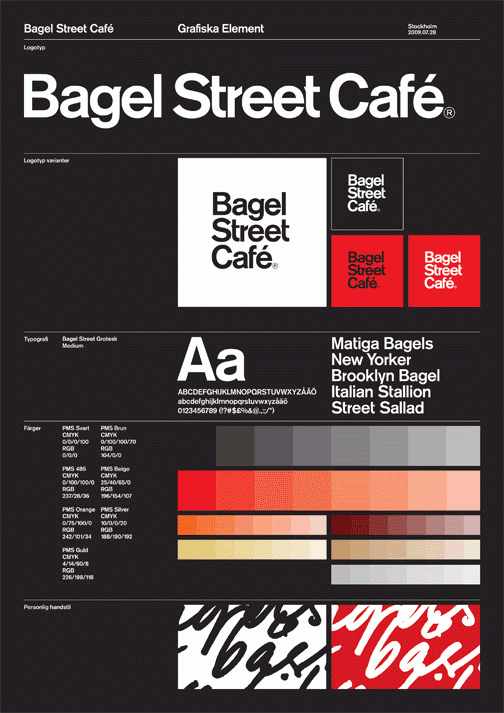 Bagel Street Café
Grafiska Element
Stockholm
2009.07.28
Logotyp
Bagel Street Café®
Logotyp varianter
Bagel
Street
Café®
Bagel
Street
Café®
Bagel
Street
Café®
Bagel
Street
Café®
Typografi
Bagel Street Grotesk
Medium
Aa
ABCDEFGHIJKLMNOPQRSTUVWXYZÅÄÖ
abcdefghijklmnopqrstuvwxyzåäö
0123456789 (!?#$£%&@.,:;/*)
Matiga Bagels
New Yorker
Brooklyn Bagel
Italian Stallion
Street Sallad
Färger
PMS Svart
CMYK
0/0/0/100
RGB
0/0/0
PMS Brun
CMYK
0/100/100/70
RGB
104/0/0
PMS 485
CMYK
0/100/100/0
RGB
237/28/36
PMS Beige
CMYK
25/40/65/0
RGB
196/154/107
PMS Orange
CMYK
0/75/100/0
RGB
242/101/34
PMS Silver
CMYK
10/0/0/20
RGB
188/190/192
PMS Guld
CMYK
4/14/60/8
RGB
226/198/118
Personlig handstil